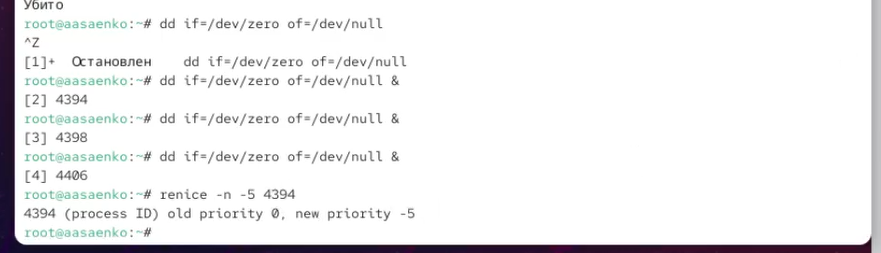 Убито
root@aasaenko:~# dd if=/dev/zero of=/dev/null
^Z
[1]+  Остановлен    dd if=/dev/zero of=/dev/null
root@aasaenko:~# dd if=/dev/zero of=/dev/null &
[2] 4394
root@aasaenko:~# dd if=/dev/zero of=/dev/null &
[3] 4398
root@aasaenko:~# dd if=/dev/zero of=/dev/null &
[4] 4406
root@aasaenko:~# renice -n -5 4394
4394 (process ID) old priority 0, new priority -5
root@aasaenko:~#